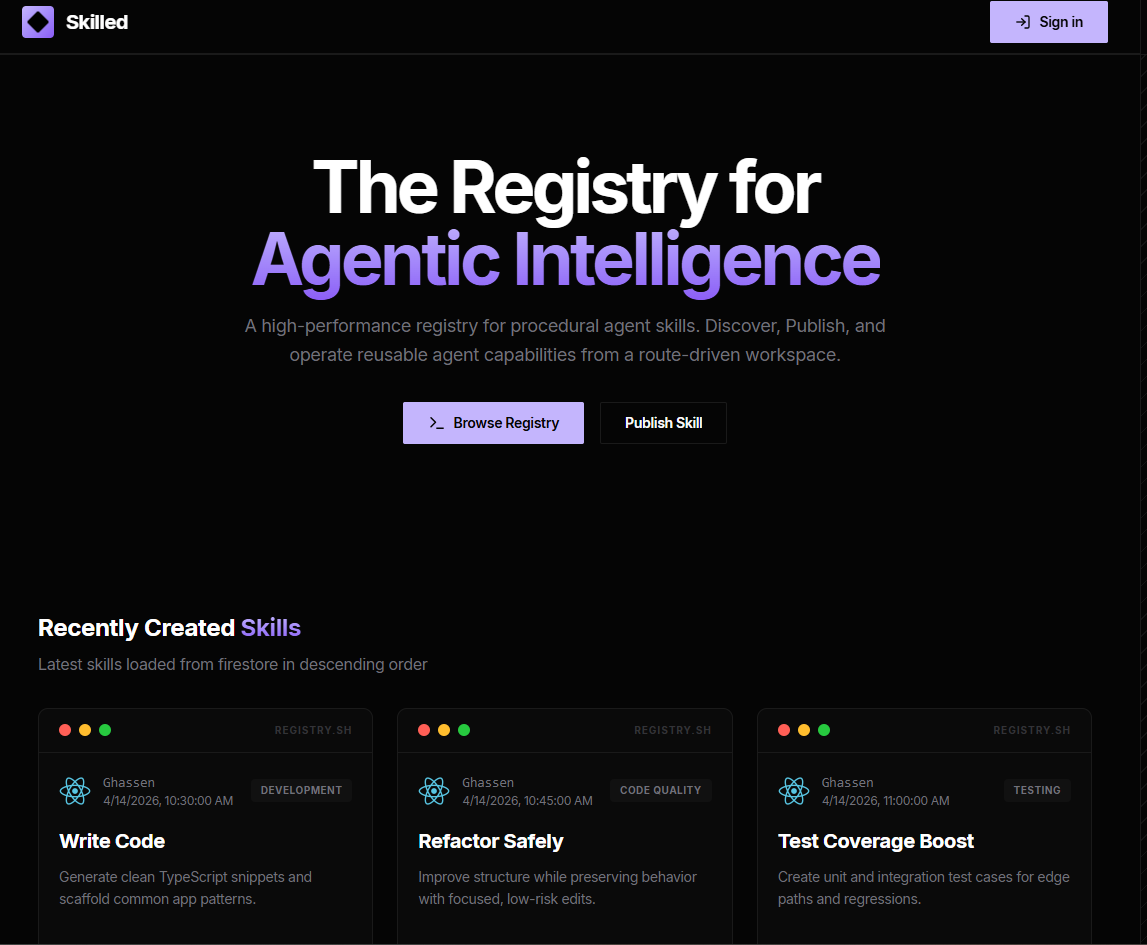 Skilled
Sign in
The Registry for
Agentic Intelligence
A high-performance registry for procedural agent skills. Discover, Publish, and
operate reusable agent capabilities from a route-driven workspace.
Browse Registry
Publish Skill
Recently Created Skills
Latest skills loaded from firestore in descending order
REGISTRY.SH
Ghassen
4/14/2026, 10:30:00 AM
DEVELOPMENT
Write Code
Generate clean TypeScript snippets and
scaffold common app patterns.
REGISTRY.SH
Ghassen
4/14/2026, 10:45:00 AM
CODE QUALITY
Refactor Safely
Improve structure while preserving behavior
with focused, low-risk edits.
REGISTRY.SH
Ghassen
4/14/2026, 11:00:00 AM
TESTING
Test Coverage Boost
Create unit and integration test cases for edge
paths and regressions.